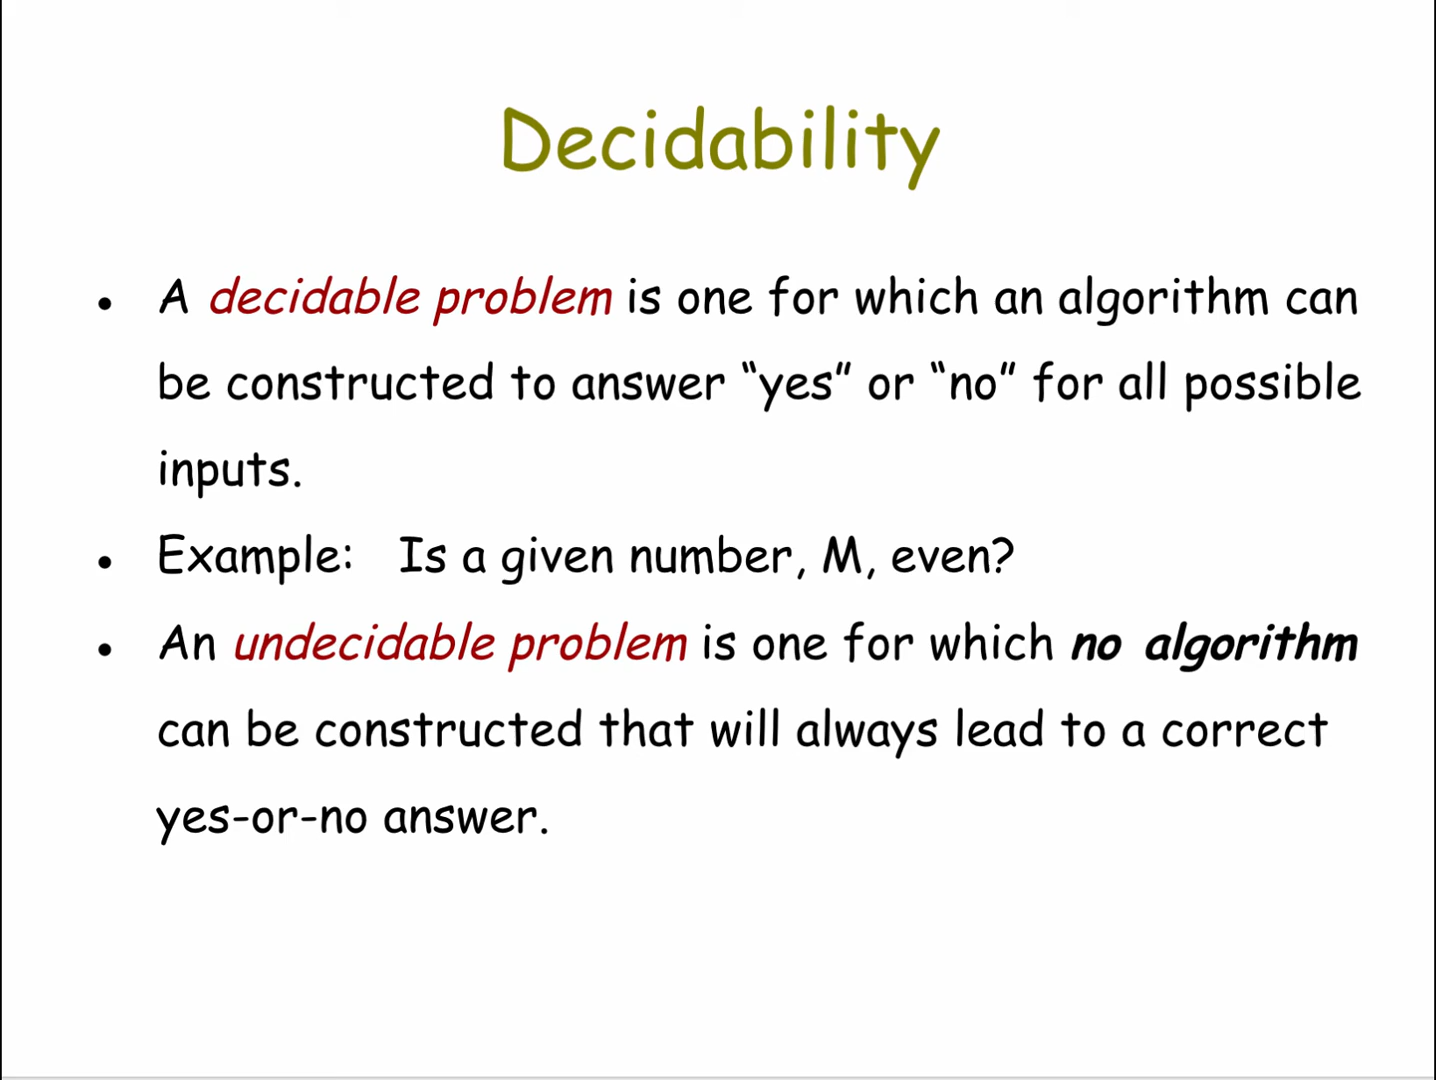 Decidability
• A decidable problem is one for which an algorithm can
be constructed to answer “yes” or “no” for all possible
inputs.
• Example: Is a given number, M, even?
• An undecidable problem is one for which no algorithm
can be constructed that will always lead to a correct
yes-or-no answer.